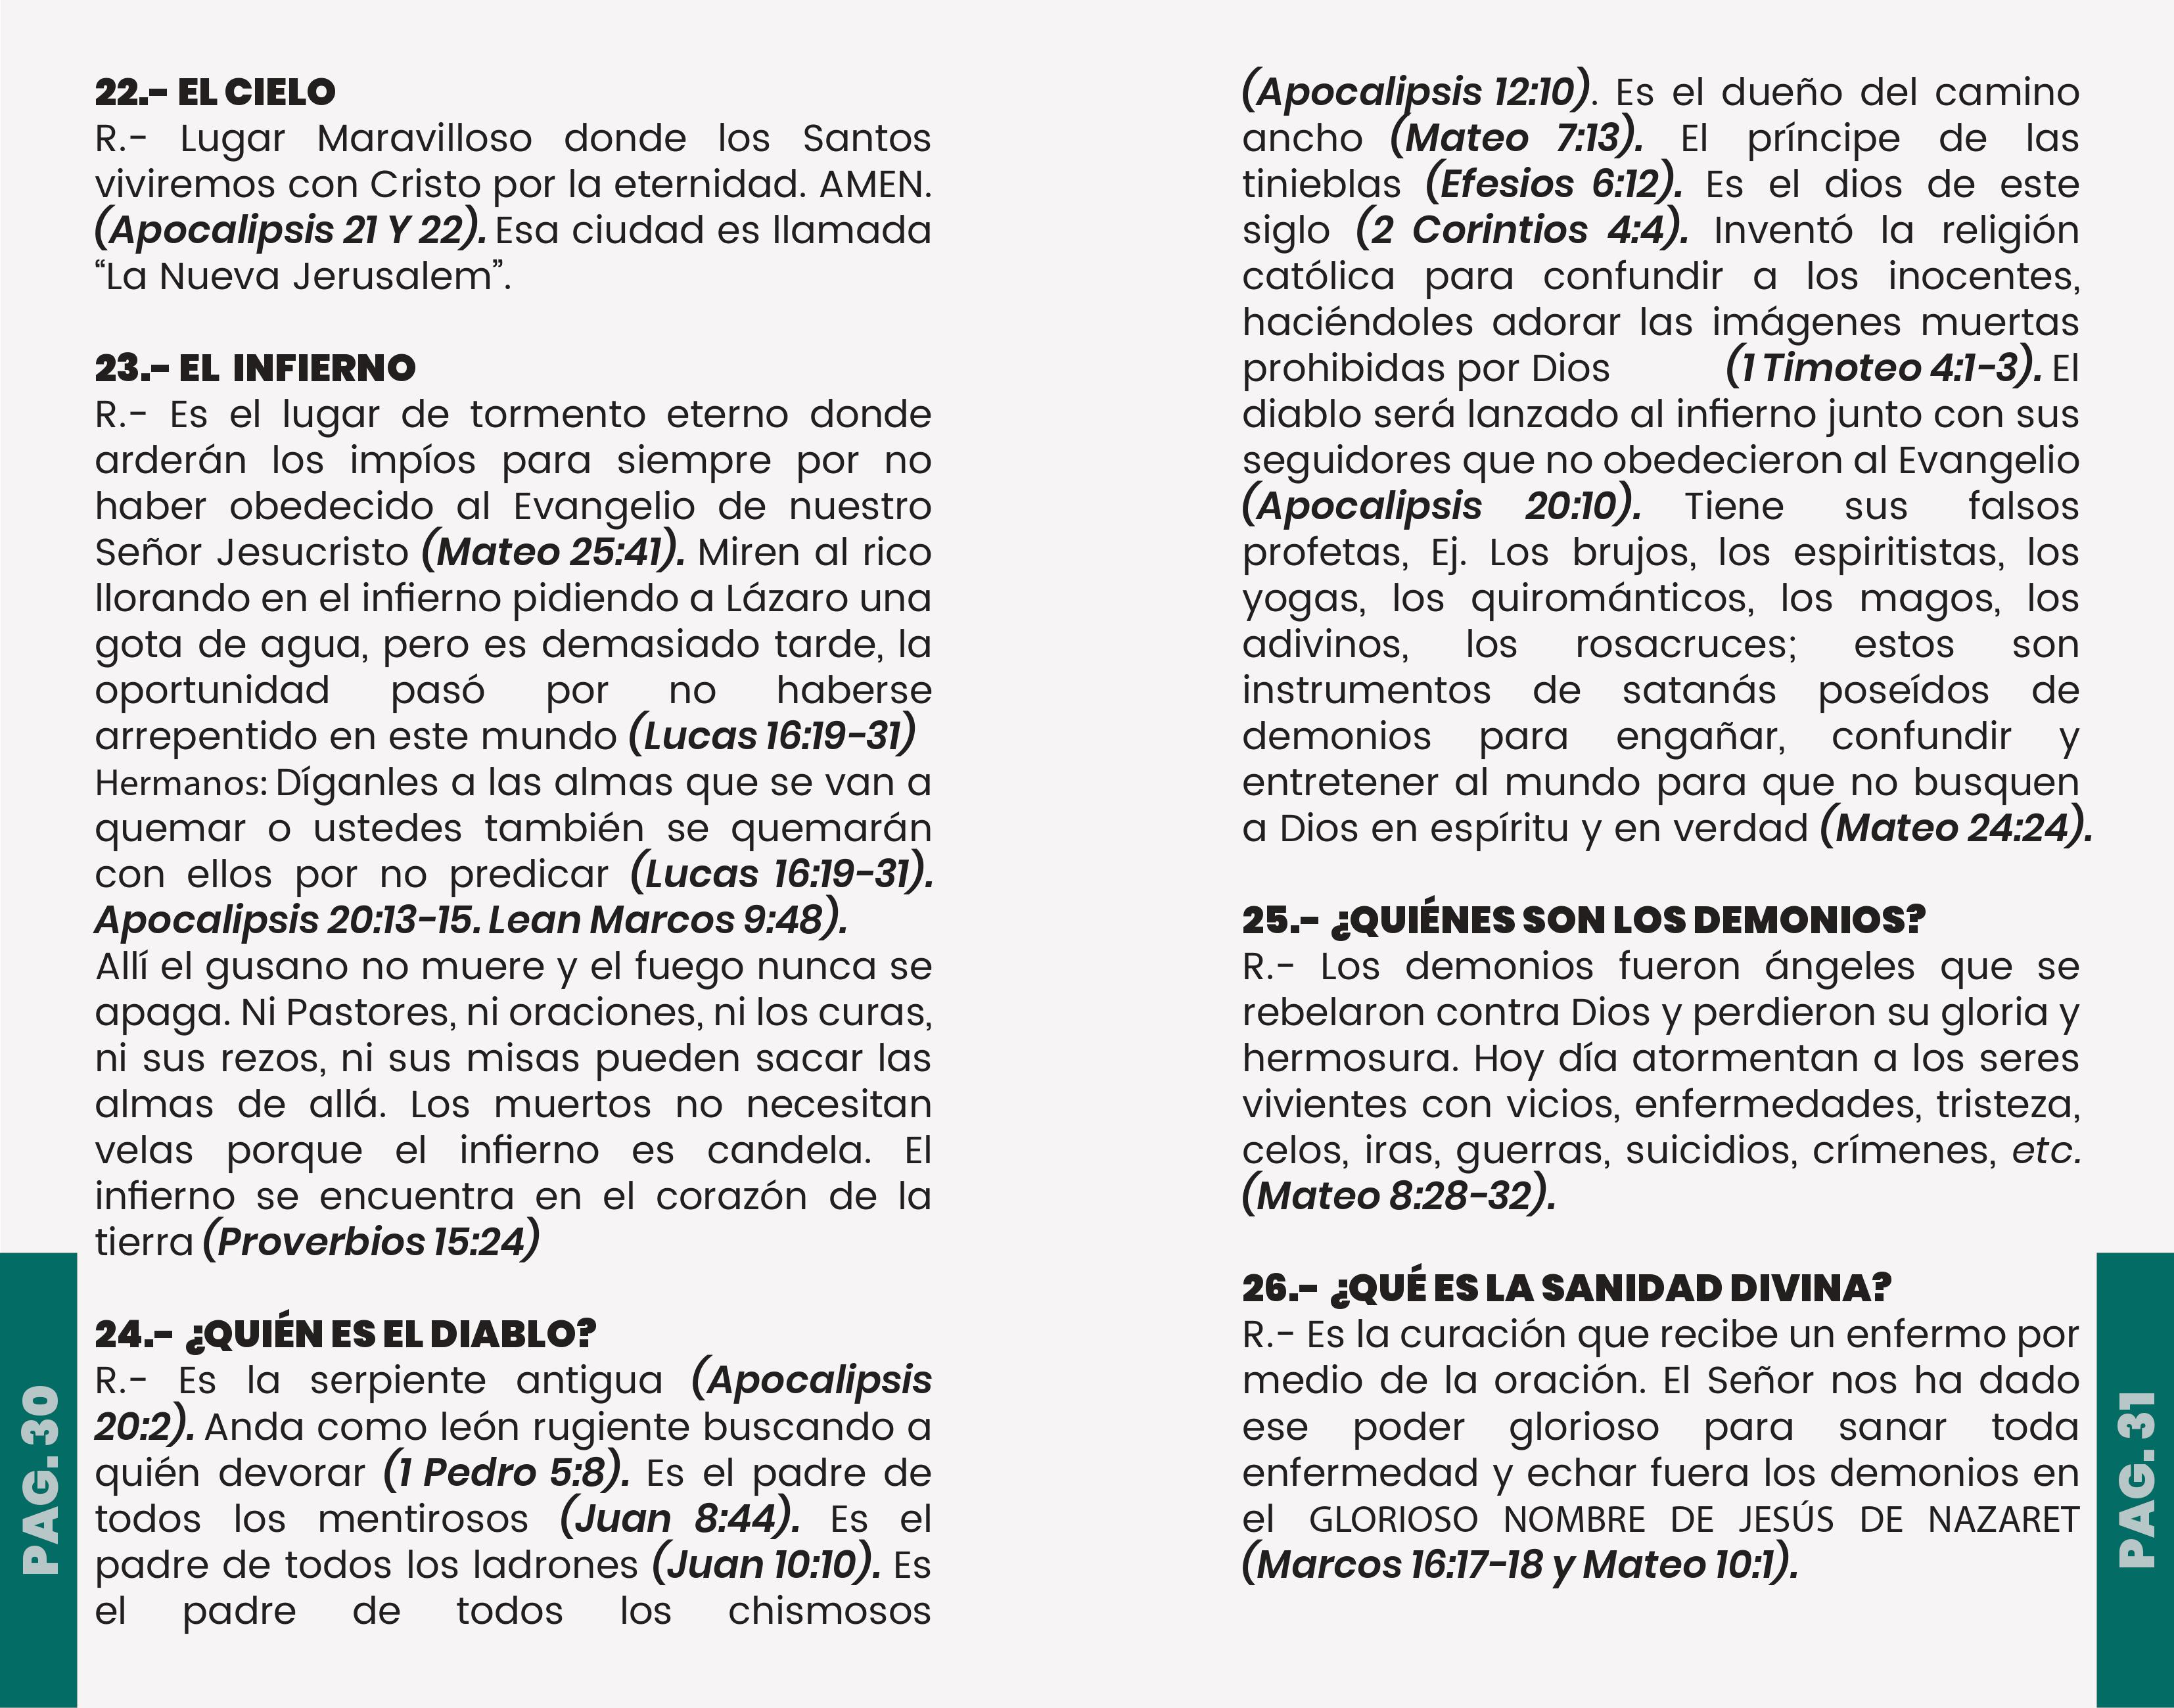 22.- EL CIELO
R.- Lugar Maravilloso donde los Santos
viviremos con Cristo por la eternidad. AMEN.
(Apocalipsis 21 Y 22). Esa ciudad es llamada
“La Nueva Jerusalem”.
23.- EL INFIERNO
R.- Es el lugar de tormento eterno donde
arderán los impíos para siempre por no
haber obedecido al Evangelio de nuestro
Señor Jesucristo (Mateo 25:41). Miren al rico
llorando en el infierno pidiendo a Lázaro una
gota de agua, pero es demasiado tarde, la
oportunidad pasó por no haberse
arrepentido en este mundo (Lucas 16:19-31)
Hermanos: Díganles a las almas que se van a
quemar o ustedes también se quemarán
con ellos por no predicar (Lucas 16:19-31).
Apocalipsis 20:13-15. Lean Marcos 9:48).
Allí el gusano no muere y el fuego nunca se
apaga. Ni Pastores, ni oraciones, ni los curas,
ni sus rezos, ni sus misas pueden sacar las
almas de allá. Los muertos no necesitan
velas porque el infierno es candela. El
infierno se encuentra en el corazón de la
tierra (Proverbios 15:24)
24.- ¿QUIÉN ES EL DIABLO?
R.- Es la serpiente antigua (Apocalipsis
20:2). Anda como león rugiente buscando a
quién devorar (1 Pedro 5:8). Es el padre de
todos los mentirosos (Juan 8:44). Es el
padre de todos los ladrones (Juan 10:10). Es
el padre de todos los chismosos
PAG. 30
(Apocalipsis 12:10). Es el dueño del camino
ancho (Mateo 7:13). El príncipe de las
tinieblas (Efesios 6:12). Es el dios de este
siglo (2 Corintios 4:4). Inventó la religión
católica para confundir a los inocentes,
haciéndoles adorar las imágenes muertas
prohibidas por Dios (1 Timoteo 4:1-3). El
diablo será lanzado al infierno junto con sus
seguidores que no obedecieron al Evangelio
(Apocalipsis 20:10). Tiene sus falsos
profetas, Ej. Los brujos, los espiritistas, los
yogas, los quirománticos, los magos, los
adivinos, los rosacruces; estos son
instrumentos de satanás poseídos de
demonios para engañar, confundir y
entretener al mundo para que no busquen
a Dios en espíritu y en verdad (Mateo 24:24).
25.- ¿QUIÉNES SON LOS DEMONIOS?
R.- Los demonios fueron ángeles que se
rebelaron contra Dios y perdieron su gloria y
hermosura. Hoy día atormentan a los seres
vivientes con vicios, enfermedades, tristeza,
celos, iras, guerras, suicidios, crímenes, etc.
(Mateo 8:28-32).
26.- ¿QUÉ ES LA SANIDAD DIVINA?
R.- Es la curación que recibe un enfermo por
medio de la oración. El Señor nos ha dado
ese poder glorioso para sanar toda
enfermedad y echar fuera los demonios en
el GLORIOSO NOMBRE DE JESÚS DE NAZARET
(Marcos 16:17-18 y Mateo 10:1).
PAG. 31